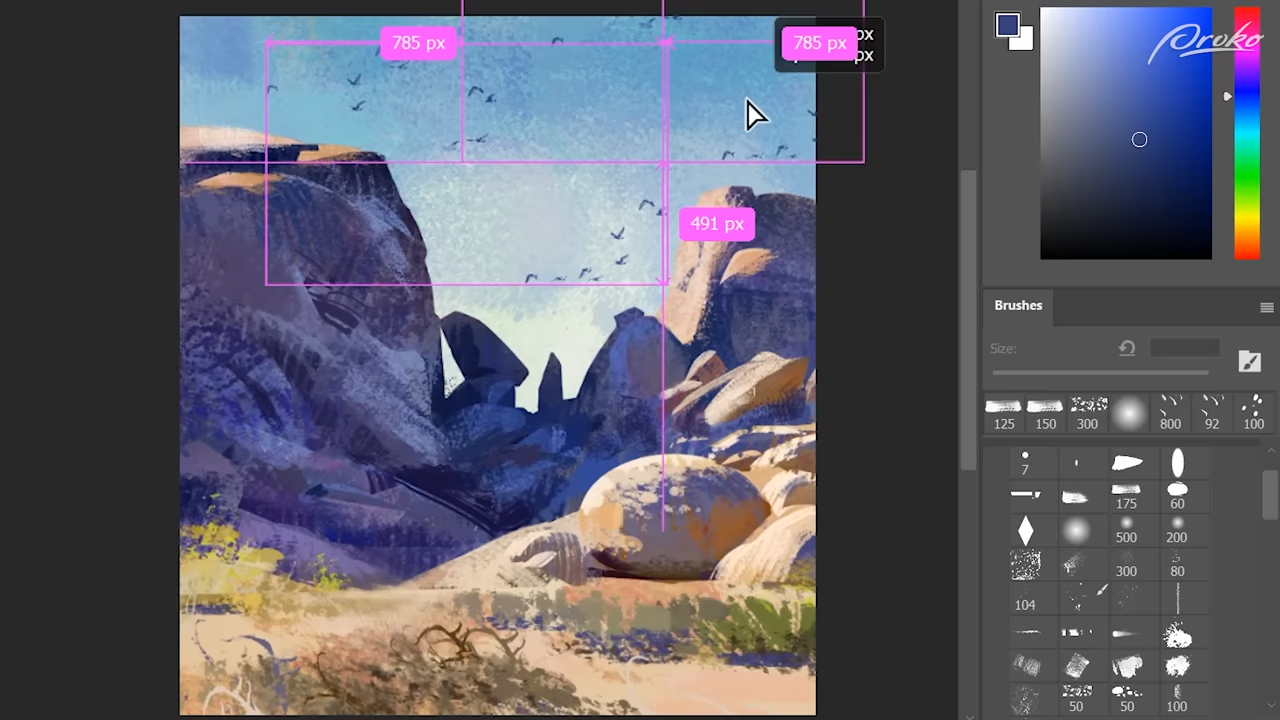 785 px
785 px
px
px
491 px
Proko
Brushes
Size:
125 150 300 800 92 100
7
175 60
500 200
300 80
104
50 50 100